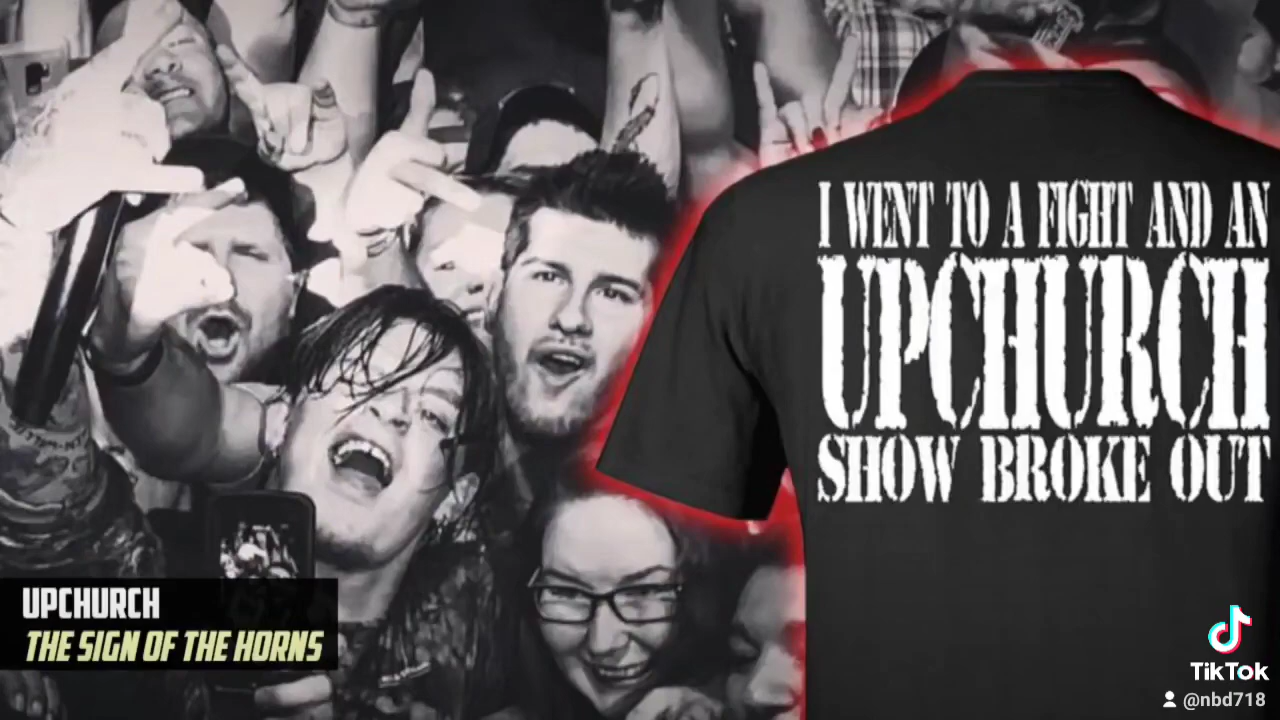 I WENT TO A FIGHT AND AN
UPCHURCH
SHOW BROKE OUT
UPCHURCH
THE SIGN OF THE HORNS
TikTok
@nbd718